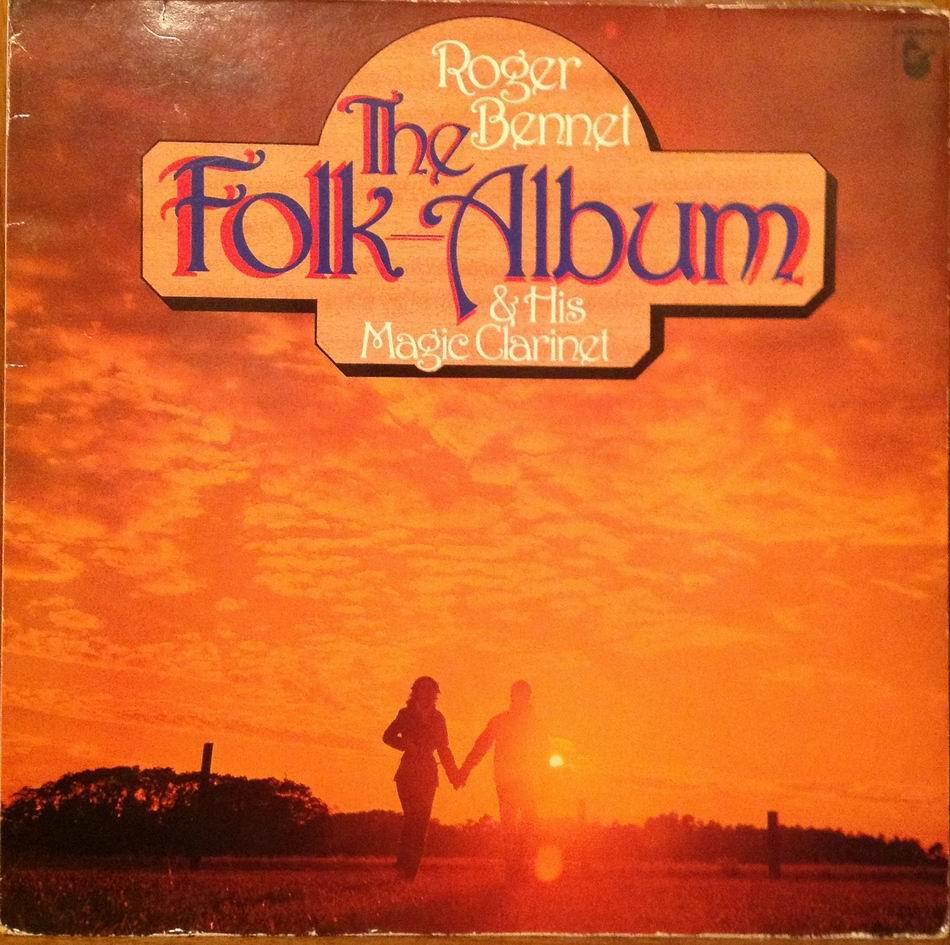 Roger
Bennet
The
Folk-Album
& His
Magic Clarinet